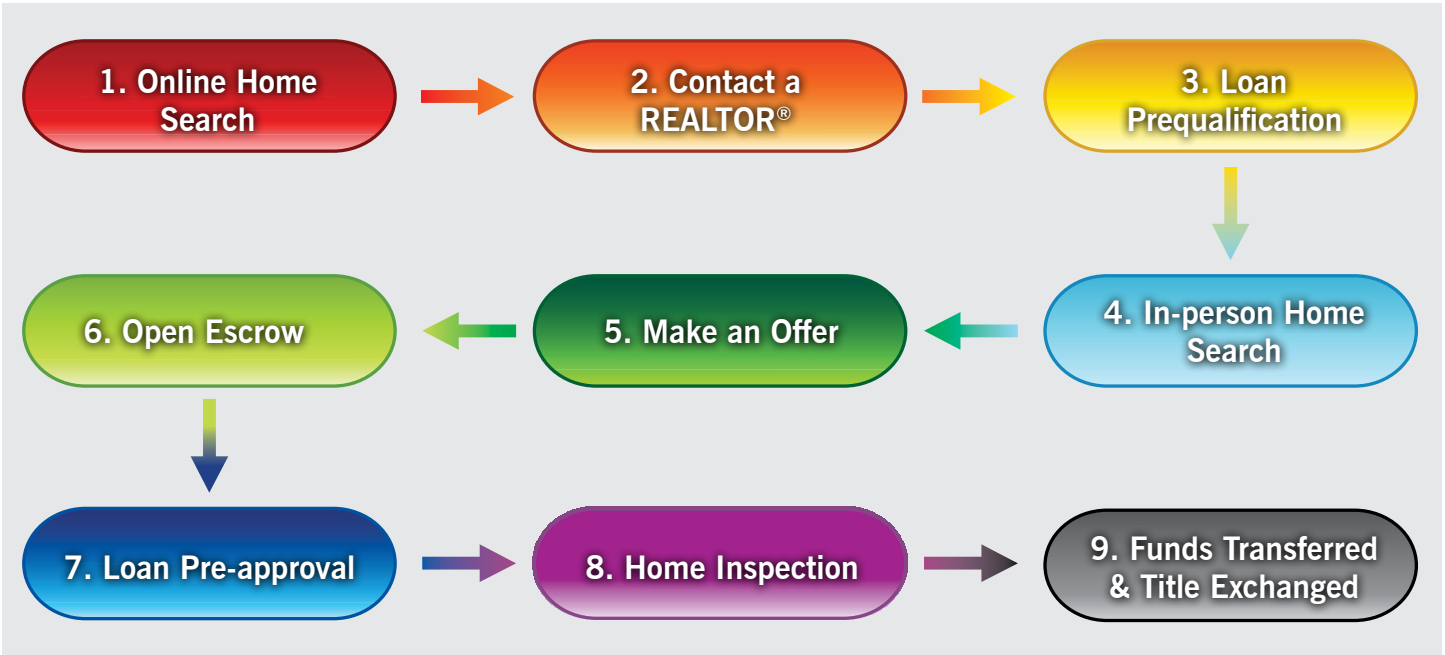 1. Online Home
Search
2. Contact a
REALTOR®
3. Loan
Prequalification
4. In-person Home
Search
5. Make an Offer
6. Open Escrow
7. Loan Pre-approval
8. Home Inspection
9. Funds Transferred
& Title Exchanged